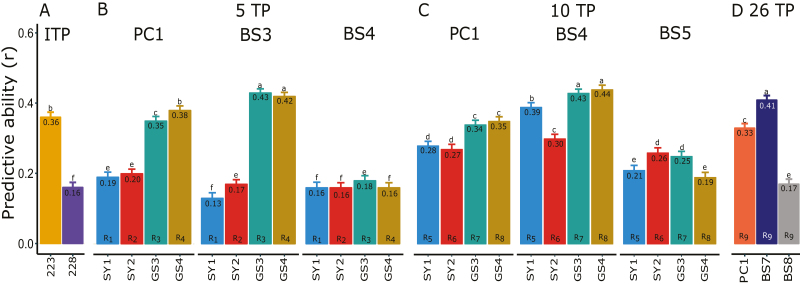 A B 5 TP C 10 TP D 26 TP
ITP PC1 BS3 BS4 PC1 BS4 BS5
Predictive ability (r)
0.6
0.4
0.2
0.0
b f
0.36 0.16
223 228
e e c b
0.19 0.20 0.35 0.38
R1 R2 R3 R4
SY1 SY2 GS3 GS4
f e a a
0.13 0.17 0.43 0.42
R1 R2 R3 R4
SY1 SY2 GS3 GS4
f f e f
0.16 0.16 0.18 0.16
R1 R2 R3 R4
SY1 SY2 GS3 GS4
d d c c
0.28 0.27 0.34 0.35
R5 R6 R7 R8
SY1 SY2 GS3 GS4
b d a a
0.39 0.30 0.43 0.44
R5 R6 R7 R8
SY1 SY2 GS3 GS4
e d d e
0.21 0.26 0.25 0.19
R5 R6 R7 R8
SY1 SY2 GS3 GS4
c a e
0.33 0.41 0.17
R9 R9 R9
PC1 BS7 BS8